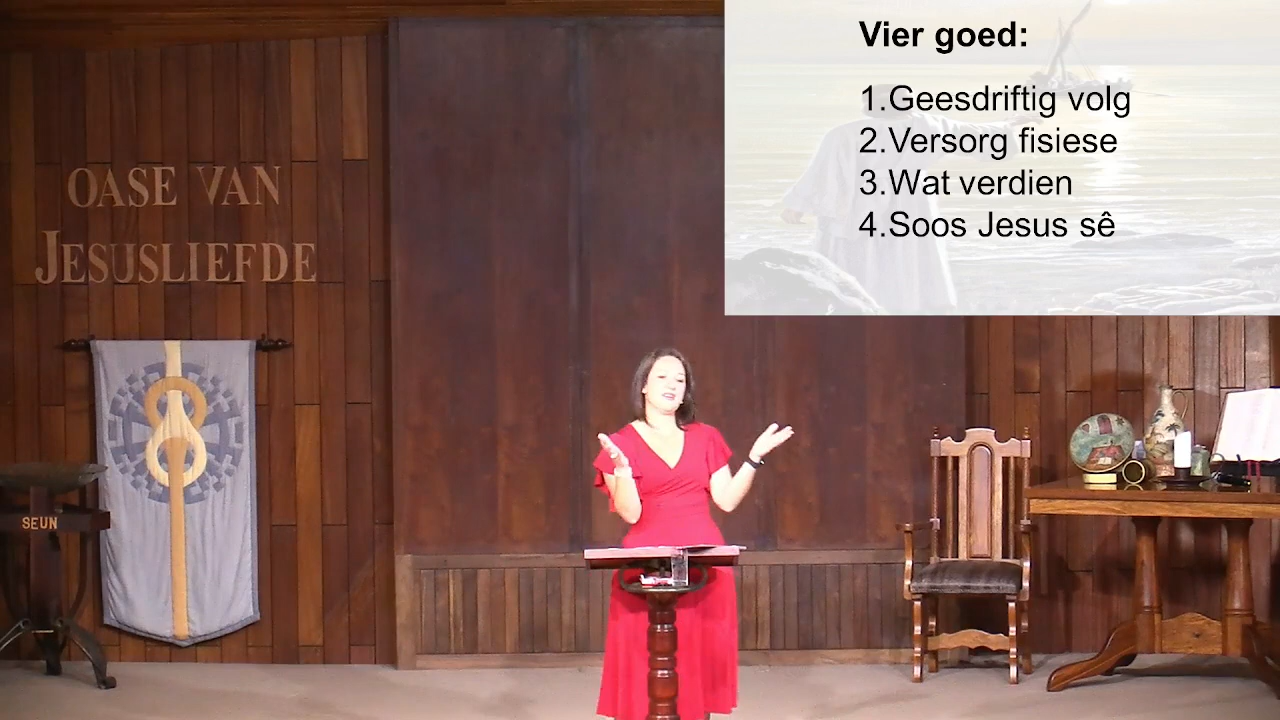 OASE VAN
JESUSLIEFDE
SEUN
Vier goed:
1.Geesdriftig volg
2.Versorg fisiese
3.Wat verdien
4.Soos Jesus sê